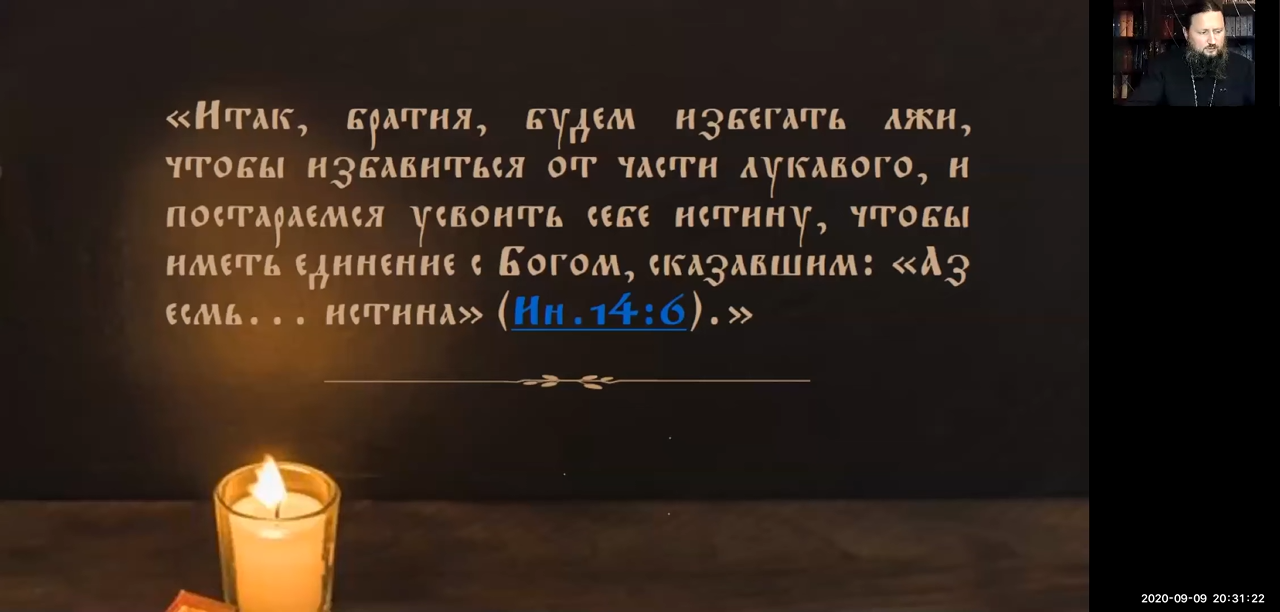 «Итак, братия, будем избегать лжи,
чтобы избавиться от части лукавого, и
постараемся усвоить себе истину, чтобы
иметь единение с Богом, сказавшим: «Аз
есмь... истина» (Ин.14:6).»
2020-09-09 20:31:22